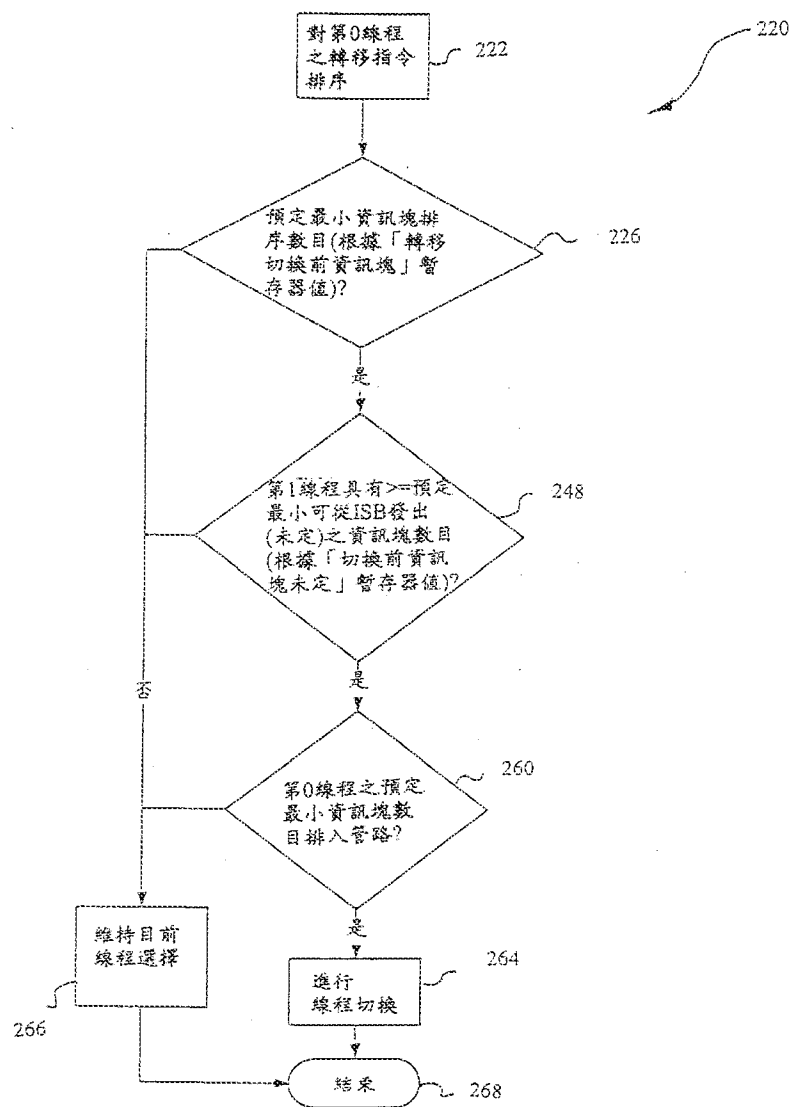 對第0線程
之轉移指令
排序
222
220
預定最小資訊塊排
序數目(根據「轉移
切換前資訊塊」暫
存器值)?
226
是
第1線程具有>=預定
最小可從ISB發出
(未定)之資訊塊數目
(根據「切換前資訊
塊未定」暫存器值)?
248
是
否
第0線程之預定
最小資訊塊數
目排入管路?
260
是
維持目前
線程選擇
266
進行
線程切換
264
結束
268